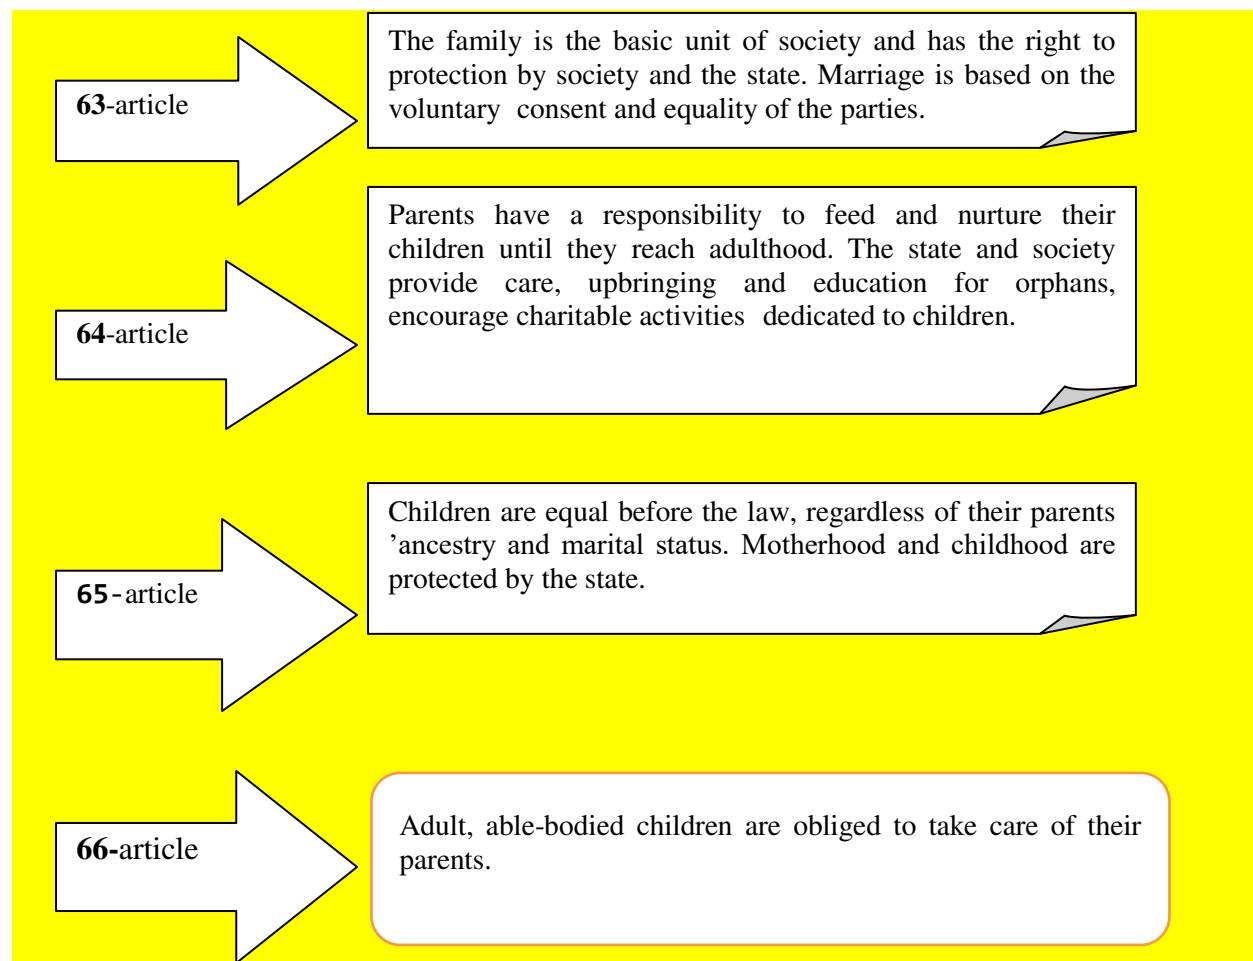 63-article
The family is the basic unit of society and has the right to
protection by society and the state. Marriage is based on the
voluntary consent and equality of the parties.
64-article
Parents have a responsibility to feed and nurture their
children until they reach adulthood. The state and society
provide care, upbringing and education for orphans,
encourage charitable activities dedicated to children.
65-article
Children are equal before the law, regardless of their parents
’ancestry and marital status. Motherhood and childhood are
protected by the state.
66-article
Adult, able-bodied children are obliged to take care of their
parents.